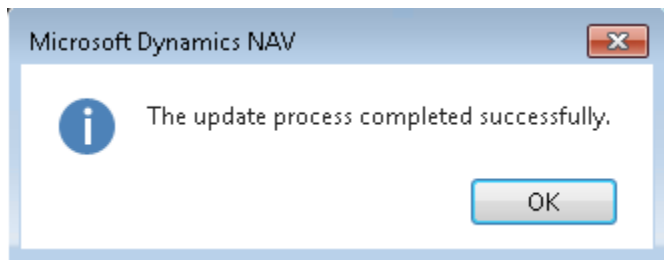 Microsoft Dynamics NAV
The update process completed successfully.
OK